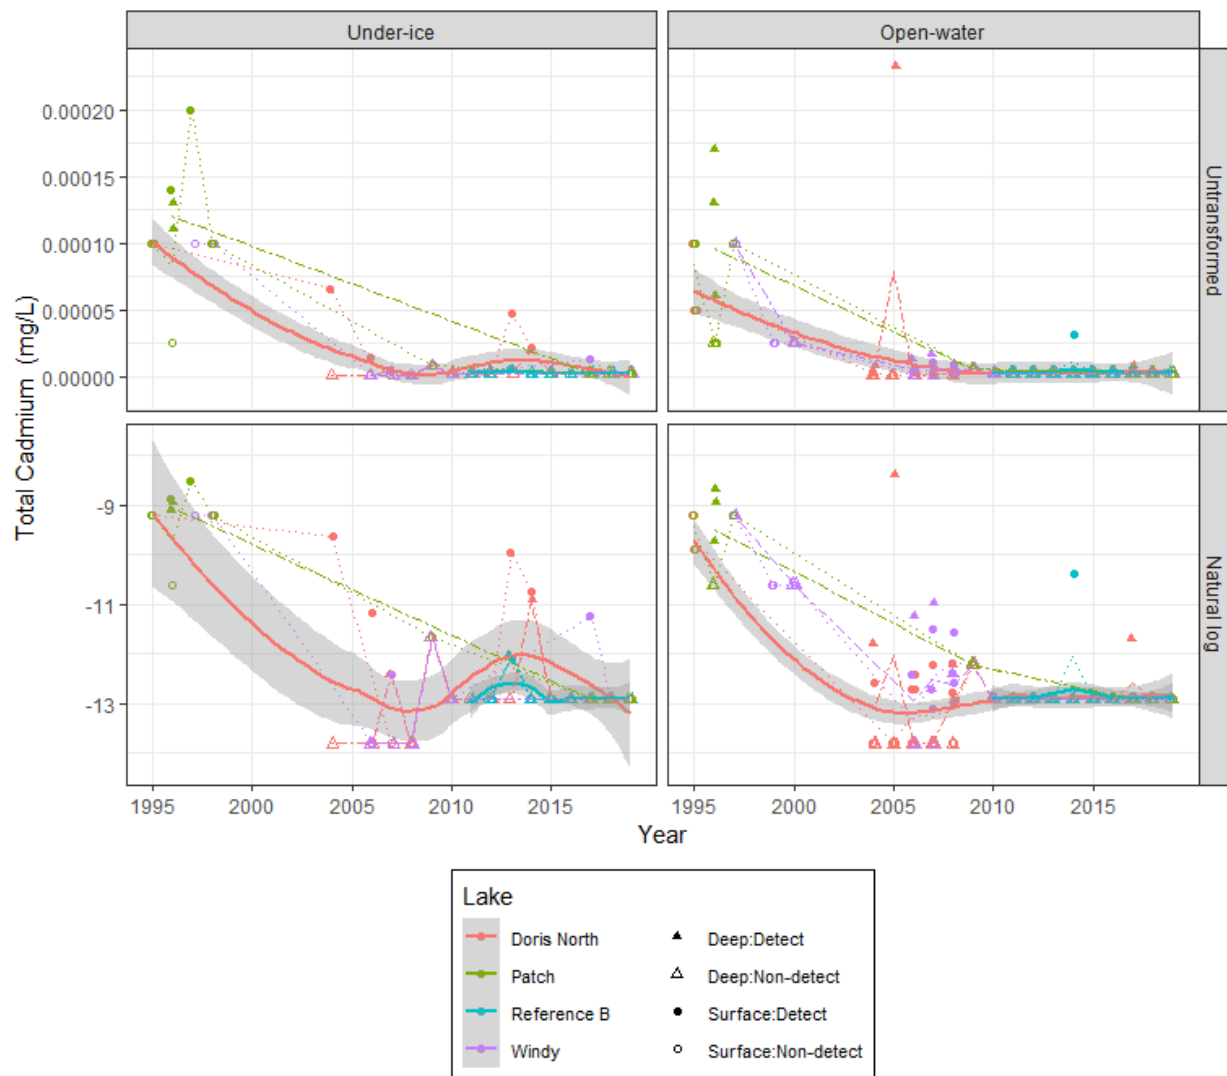 Under-ice
Open-water
0.00020
0.00015
0.00010
0.00005
0.00000
Untransformed
Total Cadmium (mg/L)
-9
-11
-13
Natural log
1995 2000 2005 2010 2015
1995 2000 2005 2010 2015
Year
Lake
Doris North
Patch
Reference B
Windy
Deep:Detect
Deep:Non-detect
Surface:Detect
Surface:Non-detect